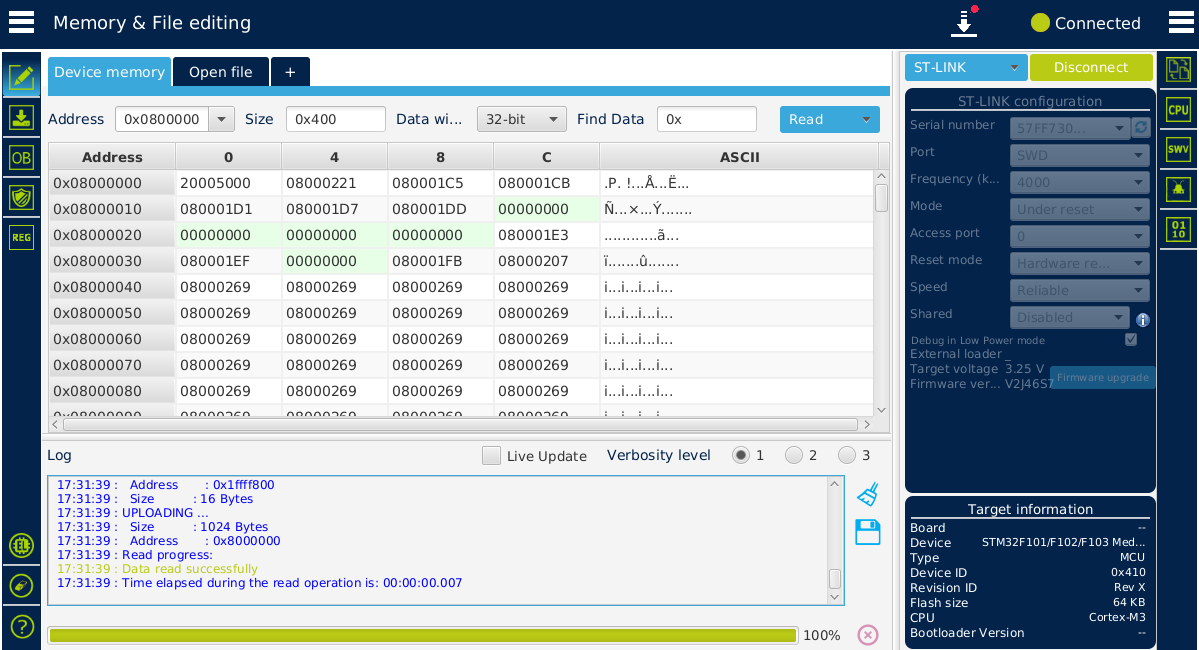 Memory & File editing
Connected
Device memory
Open file
+
ST-LINK
Disconnect
Address 0x0800000 Size 0x400 Data wi... 32-bit Find Data 0x Read
Address 0 4 8 C ASCII
0x08000000 20005000 08000221 080001C5 080001CB .P. !...Å...Ë...
0x08000010 080001D1 080001D7 080001DD 00000000 Ñ...×...Ý.......
0x08000020 00000000 00000000 00000000 080001E3 ............ã...
0x08000030 080001EF 00000000 080001FB 08000207 ï.......û.......
0x08000040 08000269 08000269 08000269 08000269 i...i...i...i...
0x08000050 08000269 08000269 08000269 08000269 i...i...i...i...
0x08000060 08000269 08000269 08000269 08000269 i...i...i...i...
0x08000070 08000269 08000269 08000269 08000269 i...i...i...i...
0x08000080 08000269 08000269 08000269 08000269 i...i...i...i...
0x08000090 08000269 08000269 08000269 08000269 i...i...i...i...
OB
REG
Log
Live Update Verbosity level 1 2 3
17:31:39 : Address : 0x1ffff800
17:31:39 : Size : 16 Bytes
17:31:39 : UPLOADING ...
17:31:39 : Size : 1024 Bytes
17:31:39 : Address : 0x8000000
17:31:39 : Read progress:
17:31:39 : Data read successfully
17:31:39 : Time elapsed during the read operation is: 00:00:00.007
100%
?
ST-LINK configuration
Serial number 57FF730...
Port SWD
Frequency (k... 4000
Mode Under reset
Access port 0
Reset mode Hardware re...
Speed Reliable
Shared Disabled
Debug in Low Power mode
External loader _
Target voltage 3.25 V
Firmware ver... V2J46S7
Firmware upgrade
Target information
Board --
Device STM32F101/F102/F103 Med...
Type MCU
Device ID 0x410
Revision ID Rev X
Flash size 64 KB
CPU Cortex-M3
Bootloader Version --
CPU
SWV
01
10